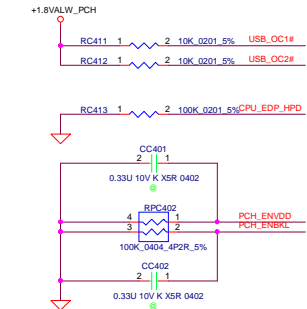 +1.8VALW_PCH
RC411 1 2 10K_0201_5% USB_OC1#
RC412 1 2 10K_0201_5% USB_OC2#
RC413 1 2 100K_0201_5% CPU_EDP_HPD
CC401
2 1
0.33U 10V K X5R 0402
@
RPC402
4 1 PCH_ENVDD
3 2 PCH_ENBKL
100K_0404_4P2R_5%
CC402
2 1
0.33U 10V K X5R 0402
@